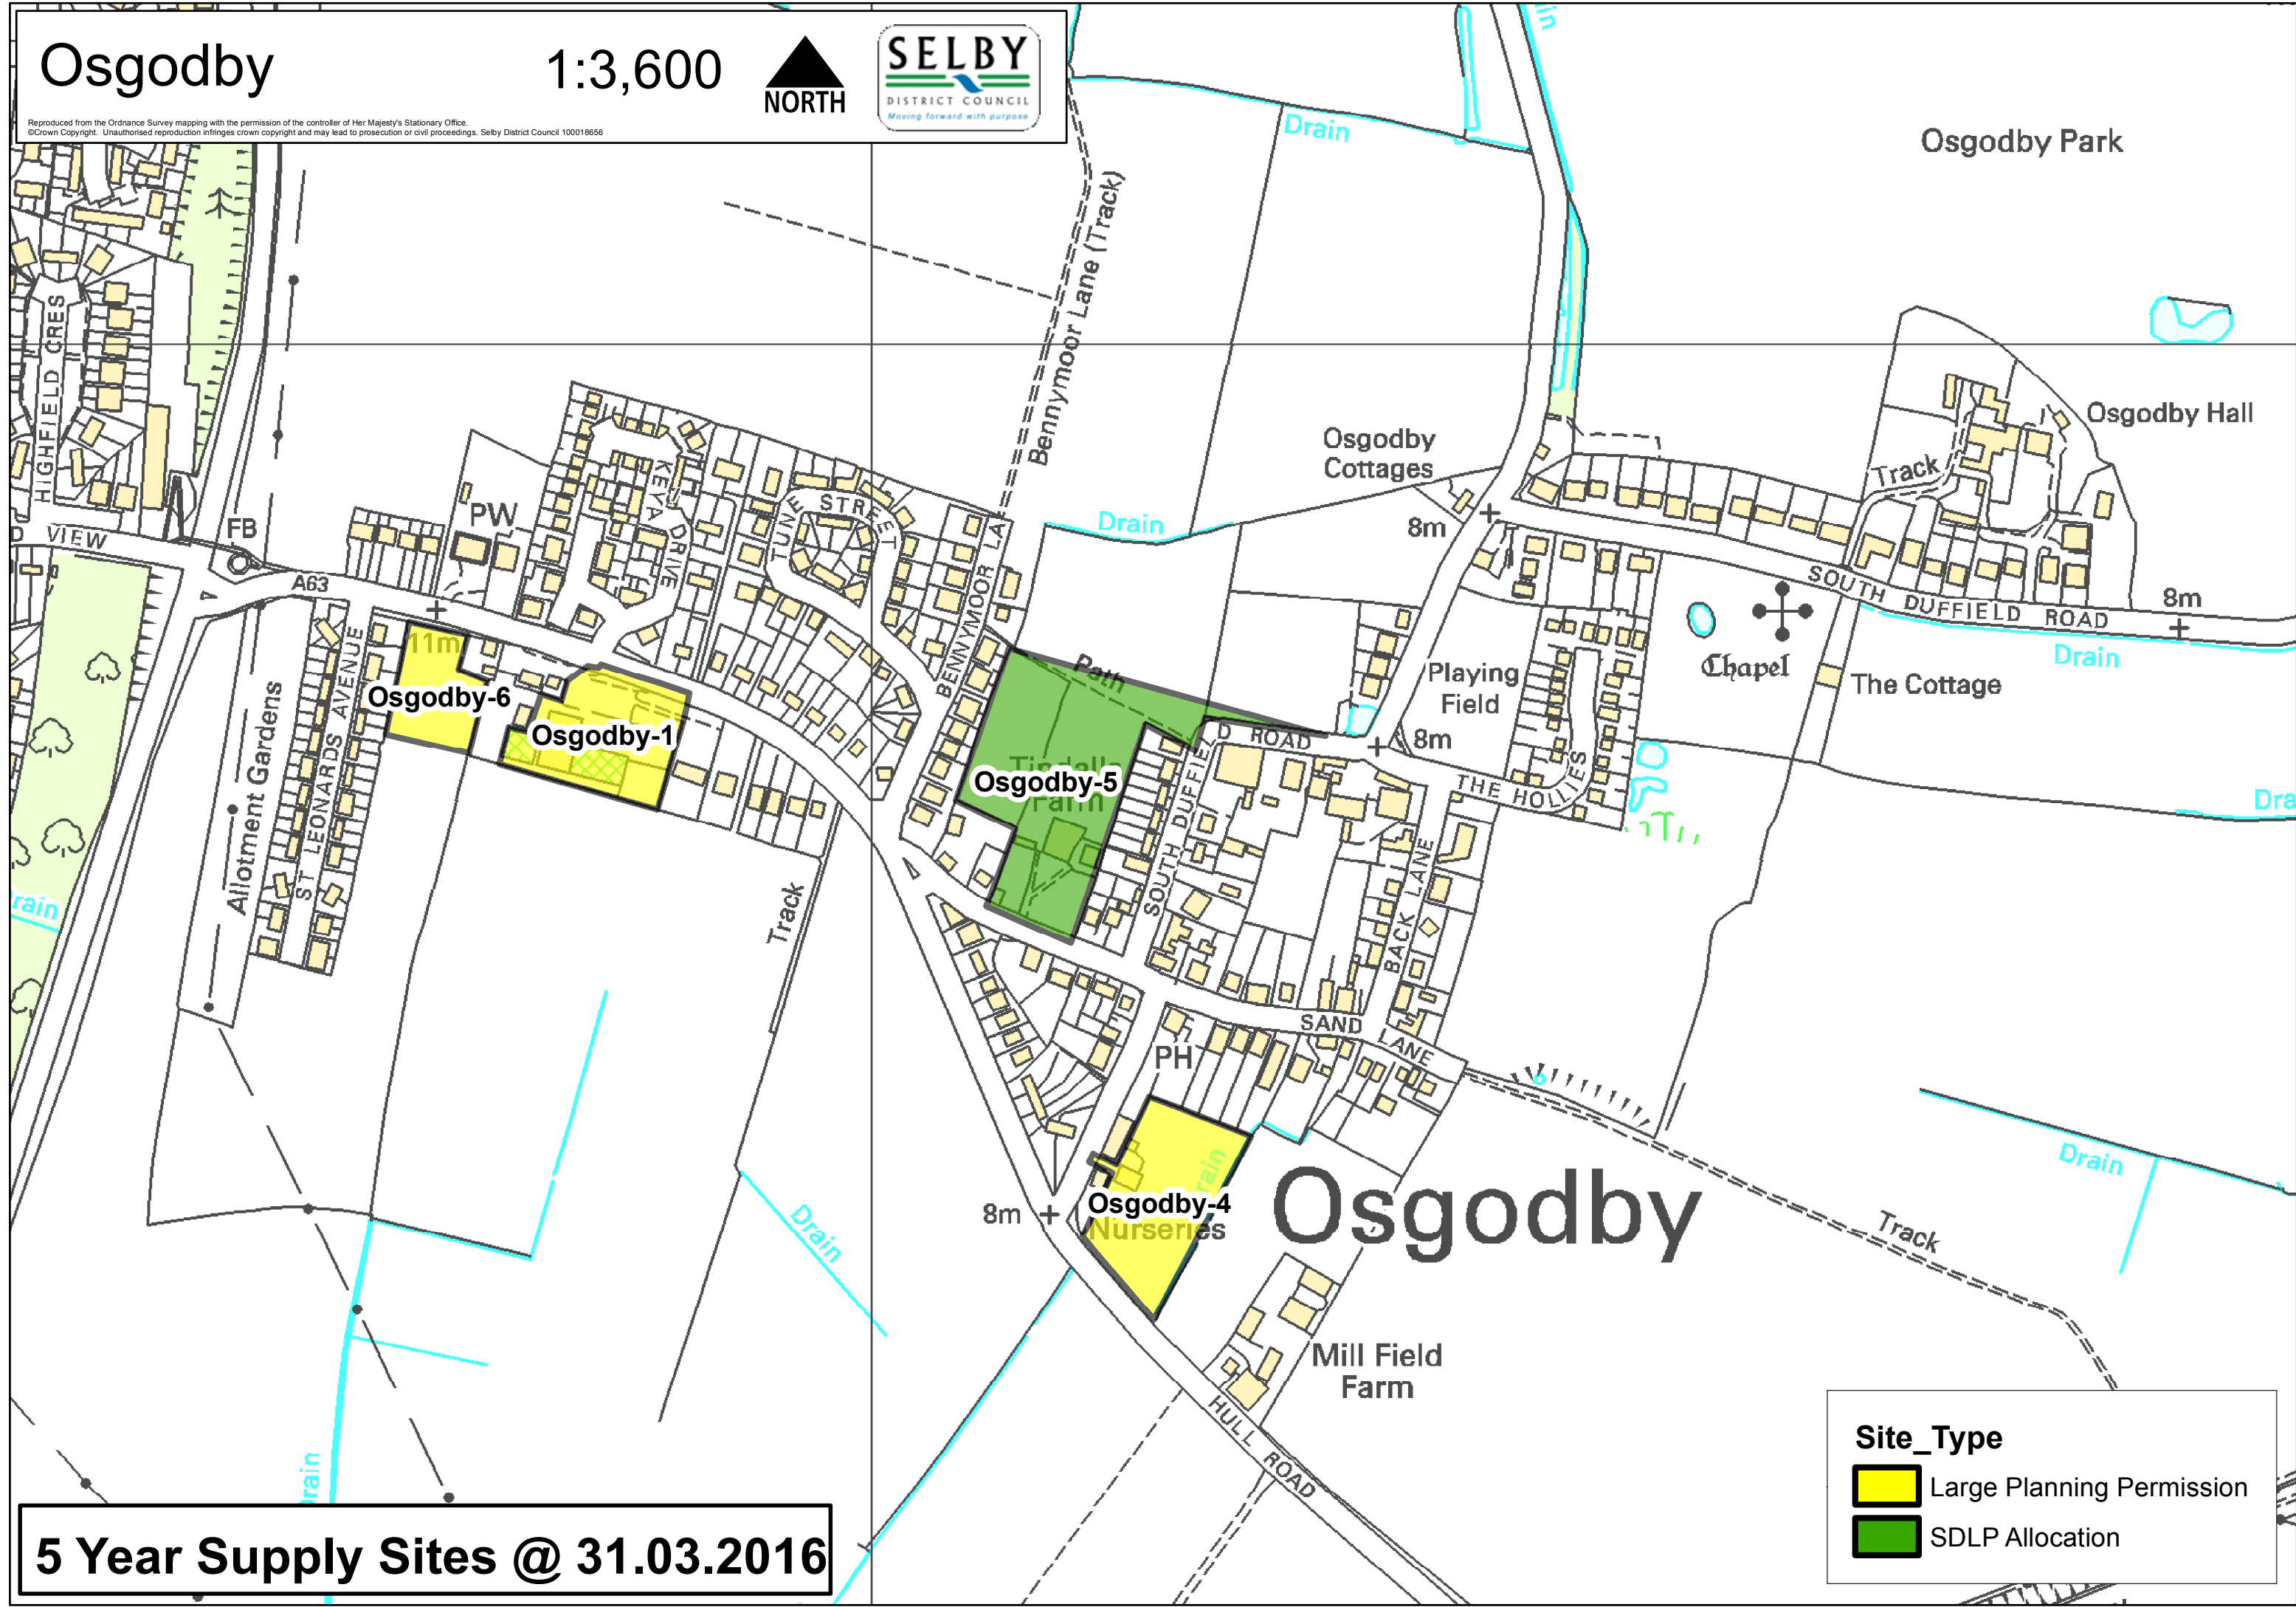 Osgodby
1:3,600
NORTH
SELBY
DISTRICT COUNCIL
Moving forward with purpose
Reproduced from the Ordnance Survey mapping with the permission of the controller of Her Majesty's Stationary Office.
©Crown Copyright. Unauthorised reproduction infringes crown copyright and may lead to prosecution or civil proceedings. Selby District Council 100018656
Drain
Osgodby Park
Bennymoor Lane (Track)
HIGHFIELD CRES
Osgodby Hall
Osgodby
Cottages
Track
KEYA DRIVE
TUNE STREET
PW
FB
VIEW
A63
Drain
8m
BENNYMOOR LA
SOUTH DUFFIELD ROAD
8m
Drain
Chapel
The Cottage
11m
Path
Playing
Field
Osgodby-6
Osgodby-1
ST LEONARDS AVENUE
Allotment Gardens
D ROAD
8m
THE HOLLIES
Tindalls
Farm
Osgodby-5
SOUTH DUFFIEL
BACK LANE
Track
SAND LANE
PH
Drain
Osgodby-4
Nurseries
8m
Osgodby
Track
Drain
Mill Field
Farm
HULL ROAD
Site_Type
Large Planning Permission
SDLP Allocation
5 Year Supply Sites @ 31.03.2016